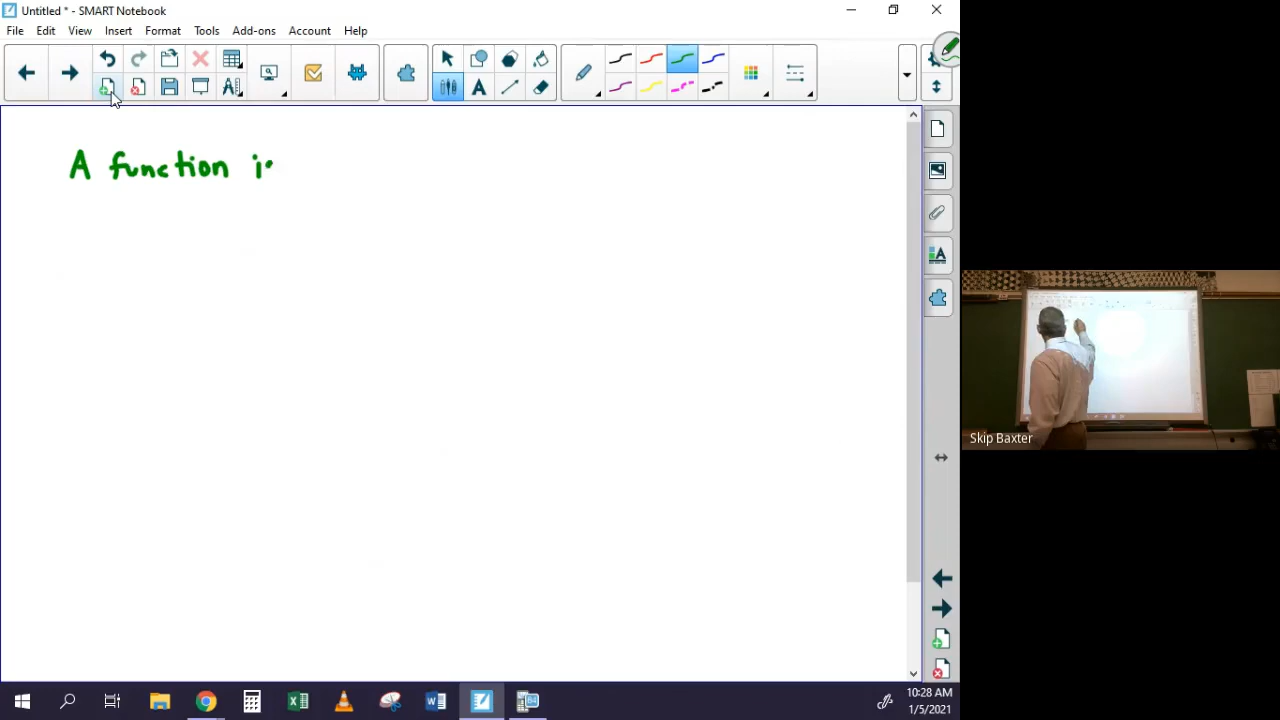 Untitled * - SMART Notebook
File Edit View Insert Format Tools Add-ons Account Help
A function i
Skip Baxter
10:28 AM
1/5/2021